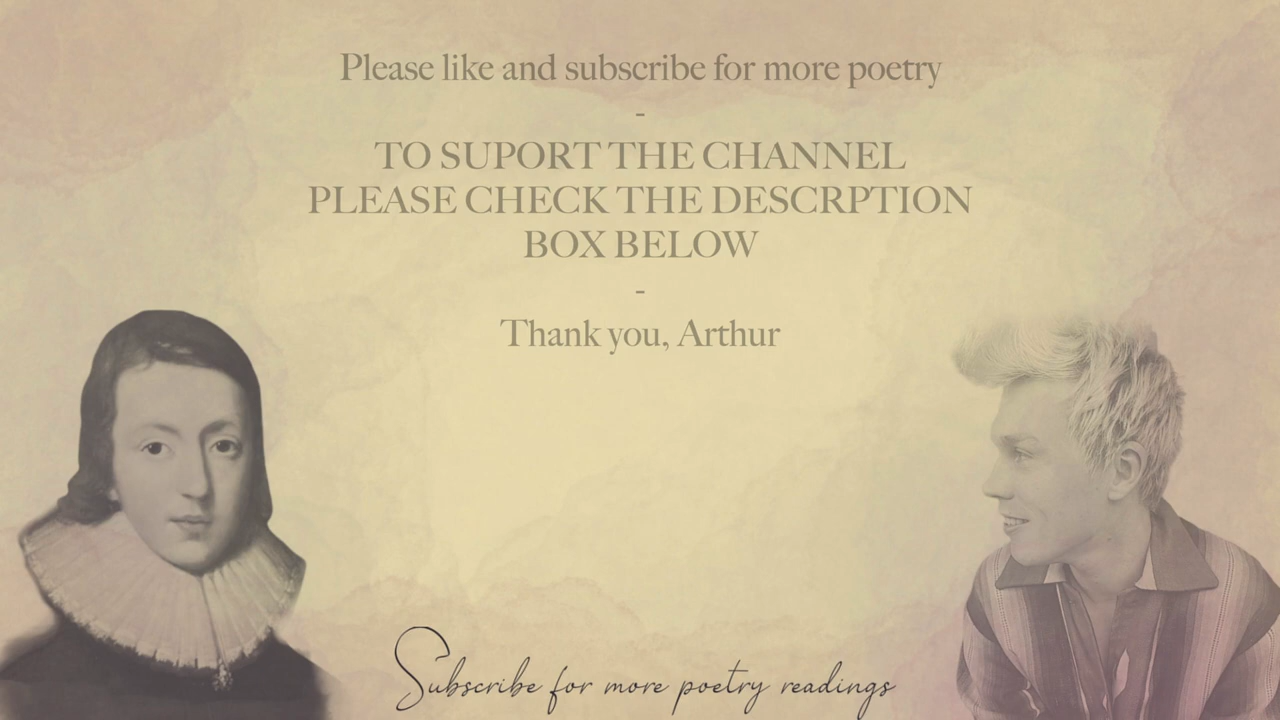 Please like and subscribe for more poetry
-
TO SUPORT THE CHANNEL
PLEASE CHECK THE DESCRPTION
BOX BELOW
-
Thank you, Arthur
Subscribe for more poetry readings